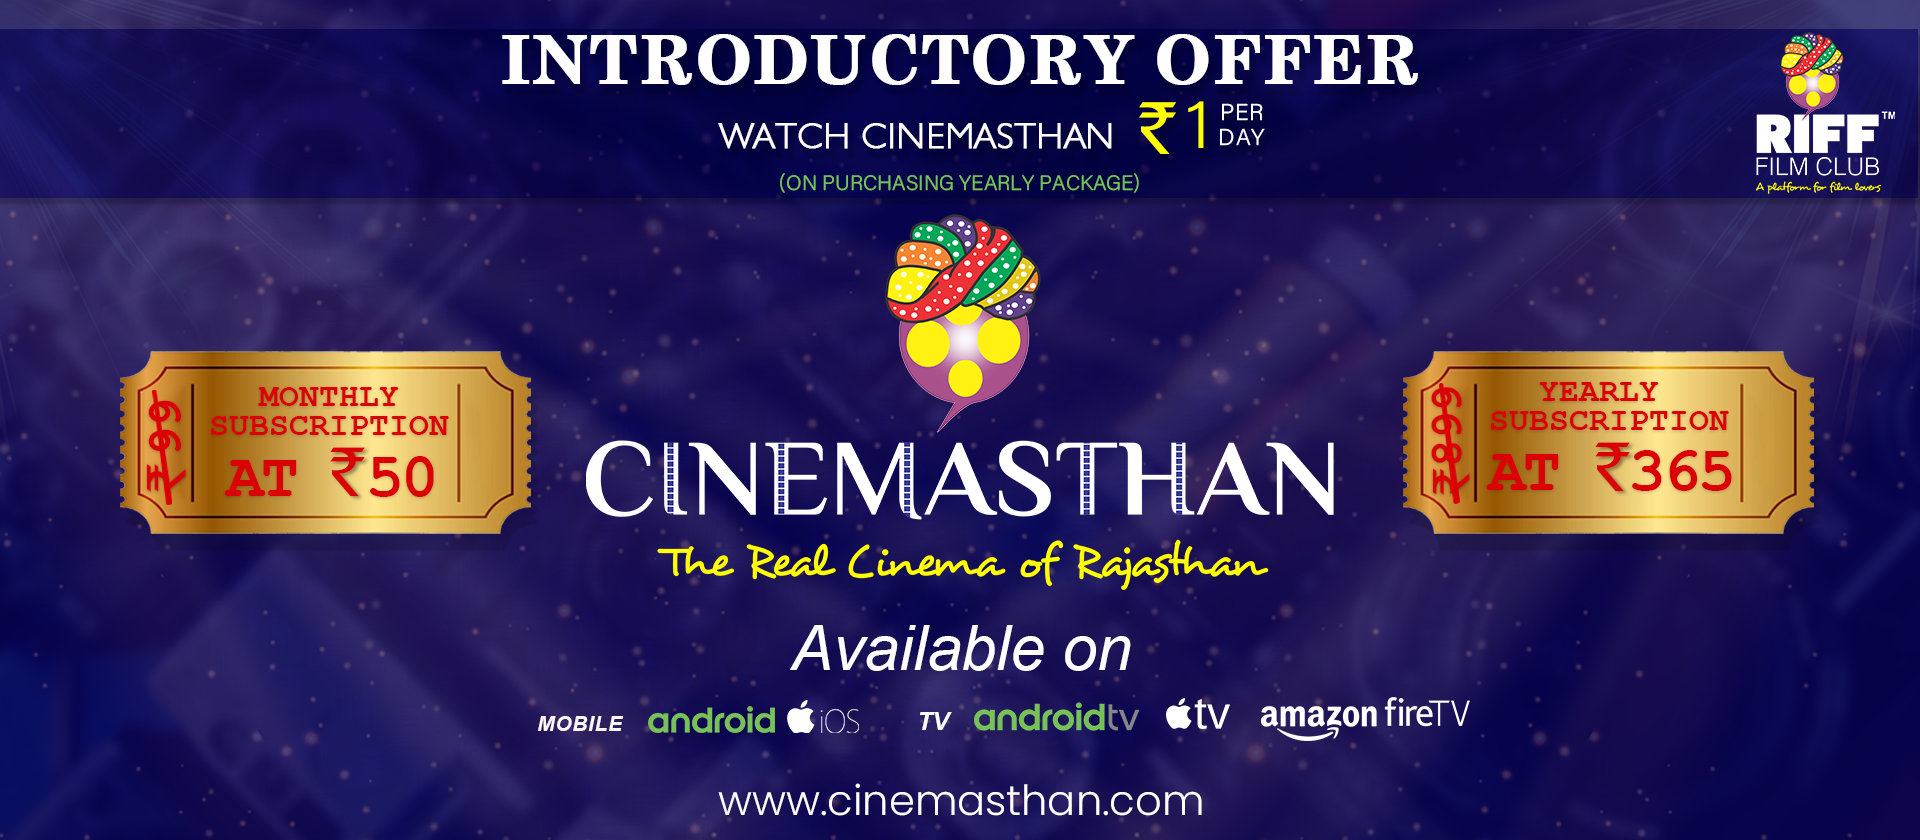 INTRODUCTORY OFFER
WATCH CINEMASTHAN ₹1 PER DAY
(ON PURCHASING YEARLY PACKAGE)
RIFF™
FILM CLUB
A platform for film lovers
₹99
MONTHLY
SUBSCRIPTION
AT ₹50
CINEMASTHAN
The Real Cinema of Rajasthan
₹899
YEARLY
SUBSCRIPTION
AT ₹365
Available on
MOBILE android iOS TV androidtv tv amazon fireTV
www.cinemasthan.com